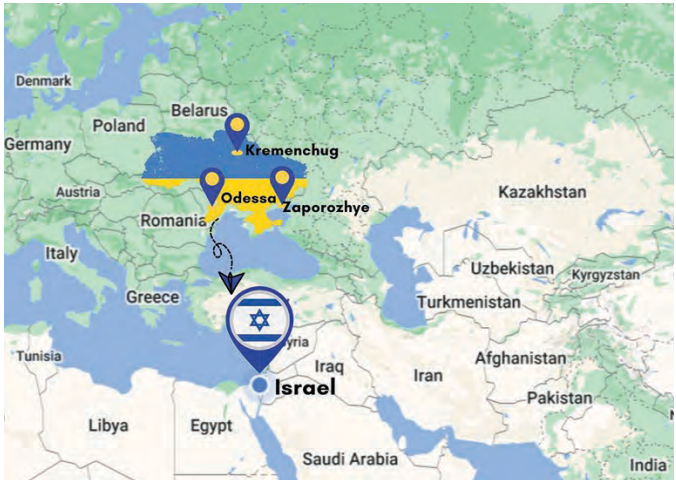 Denmark
Belarus
Poland
Germany
Kremenchug
Austria
Odessa
Zaporozhye
Kazakhstan
Romania
Italy
Uzbekistan
Kyrgyzstan
Greece
Turkmenistan
yria
Tunisia
Iraq
Afghanistan
Iran
Israel
Pakistan
Libya
Egypt
Saudi Arabia
India